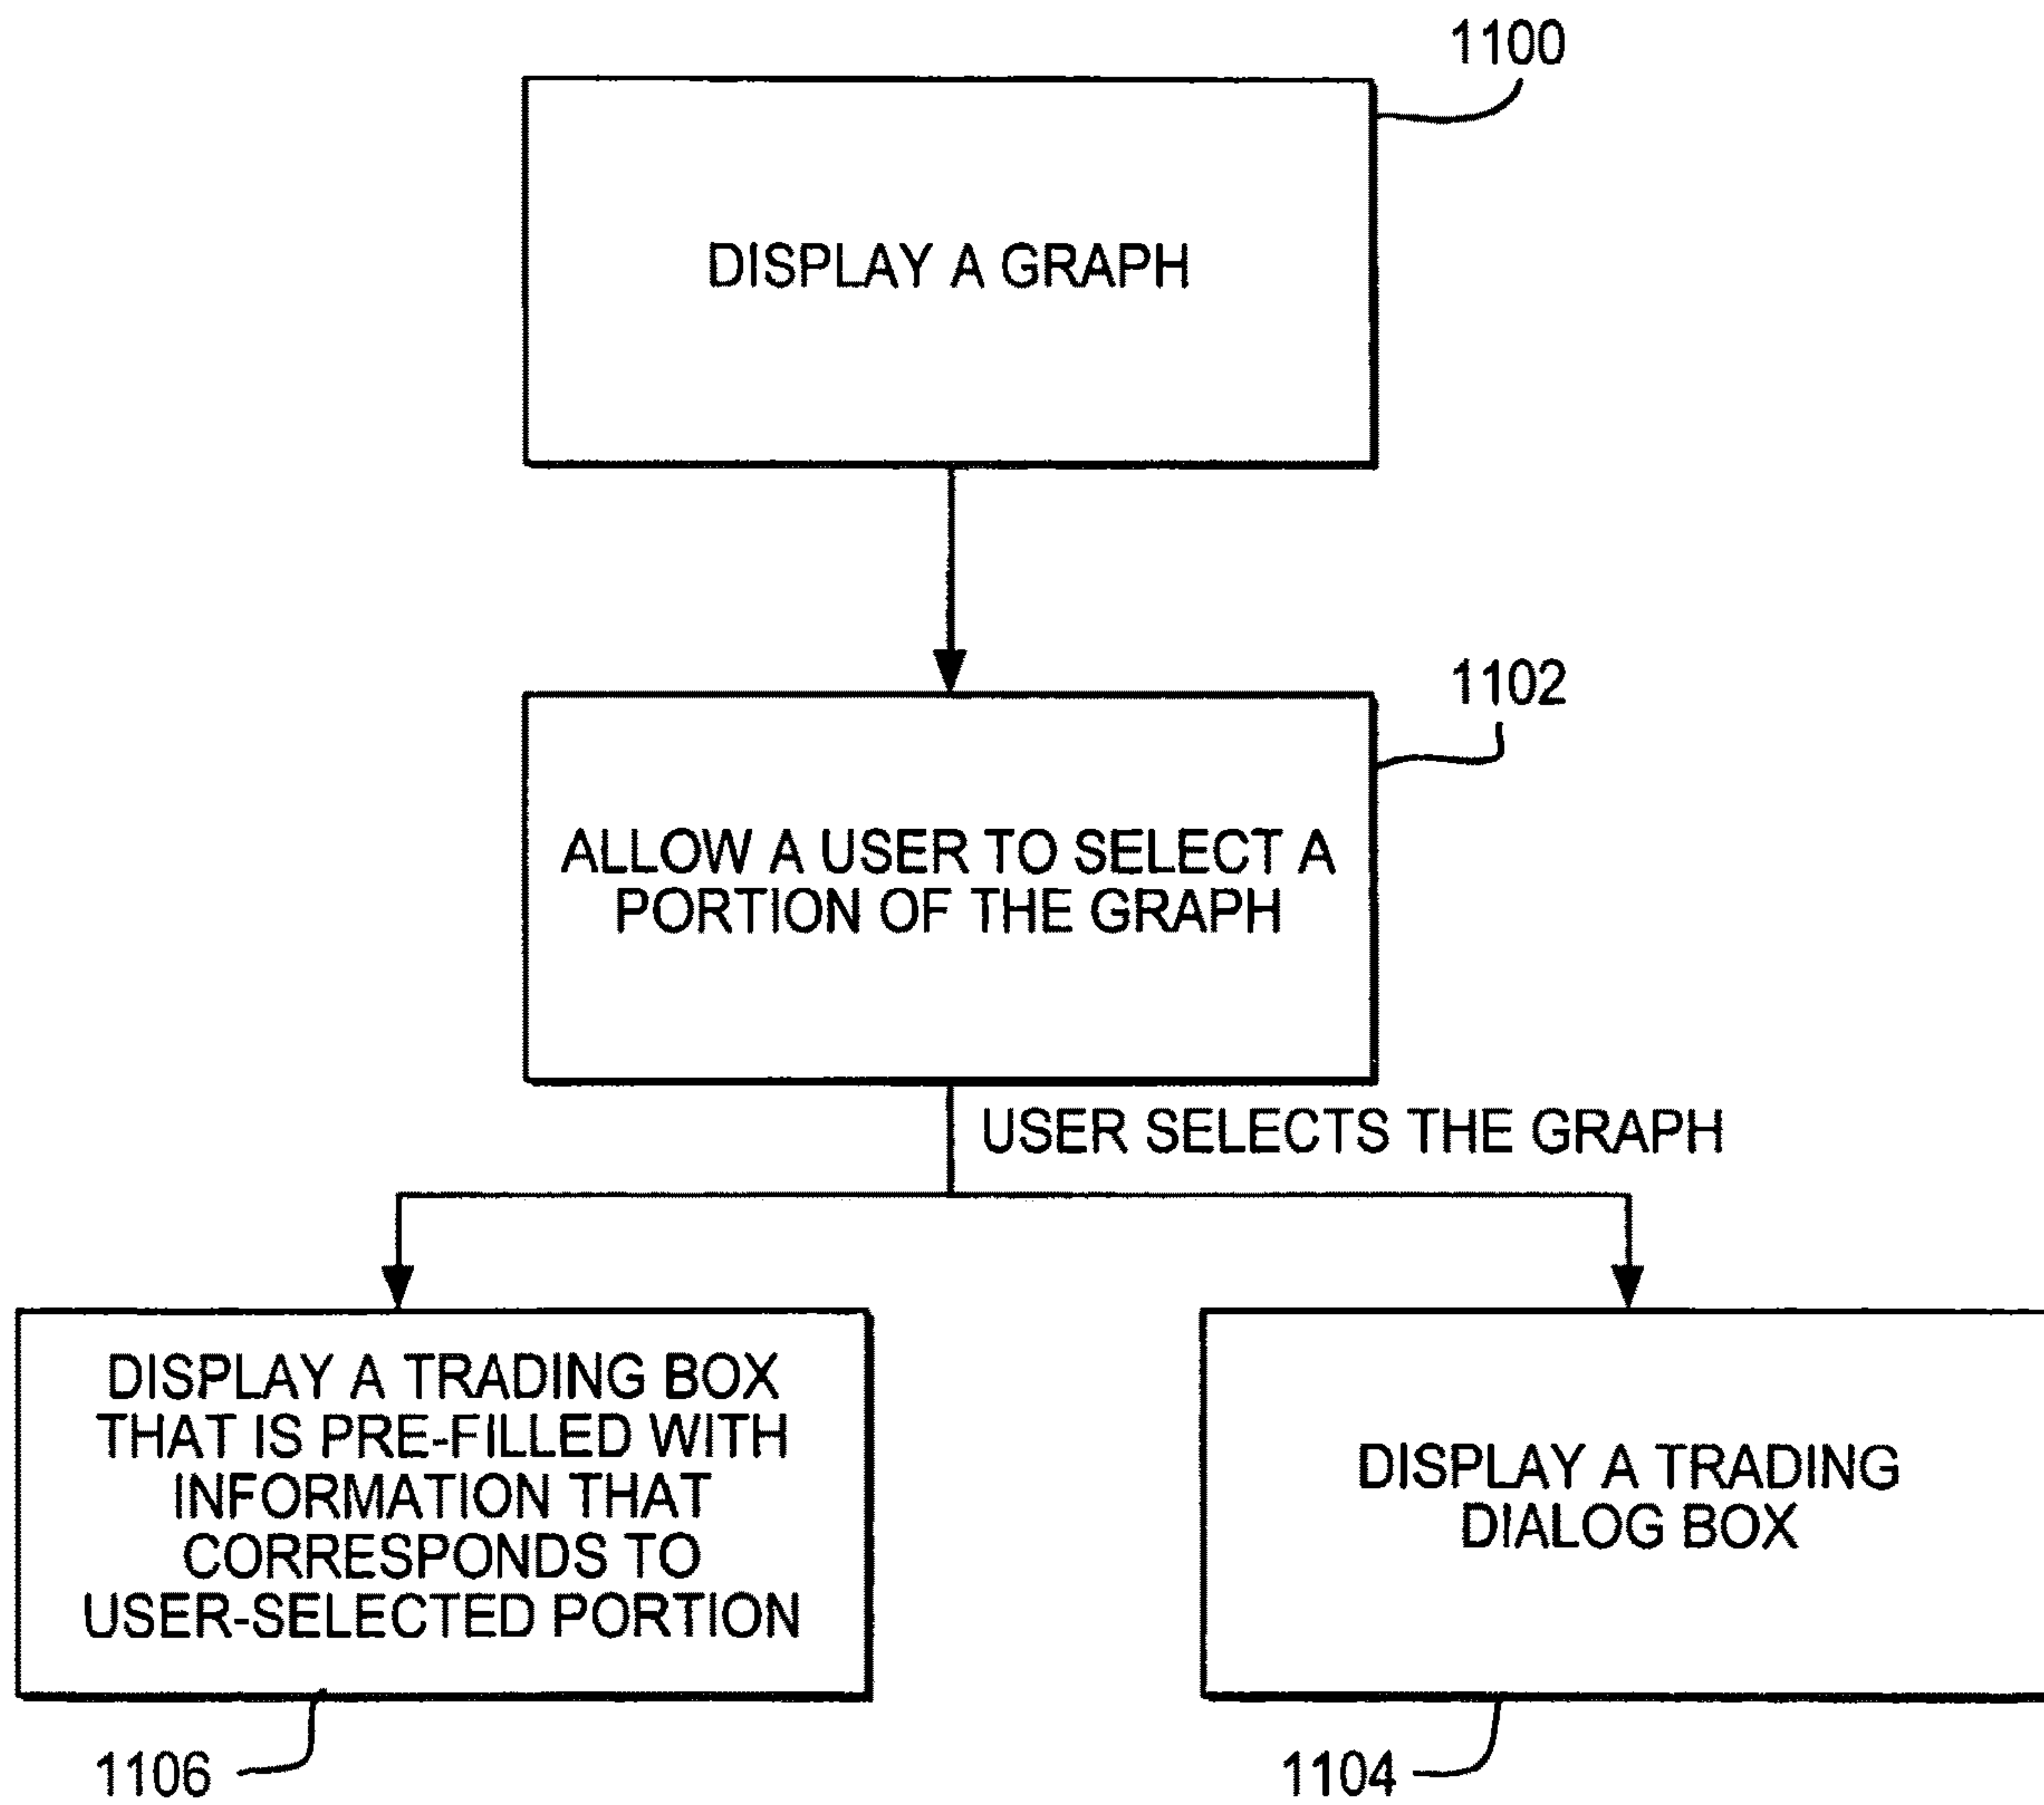 1100
DISPLAY A GRAPH
1102
ALLOW A USER TO SELECT A
PORTION OF THE GRAPH
USER SELECTS THE GRAPH
DISPLAY A TRADING BOX
THAT IS PRE-FILLED WITH
INFORMATION THAT
CORRESPONDS TO
USER-SELECTED PORTION
1106
DISPLAY A TRADING
DIALOG BOX
1104